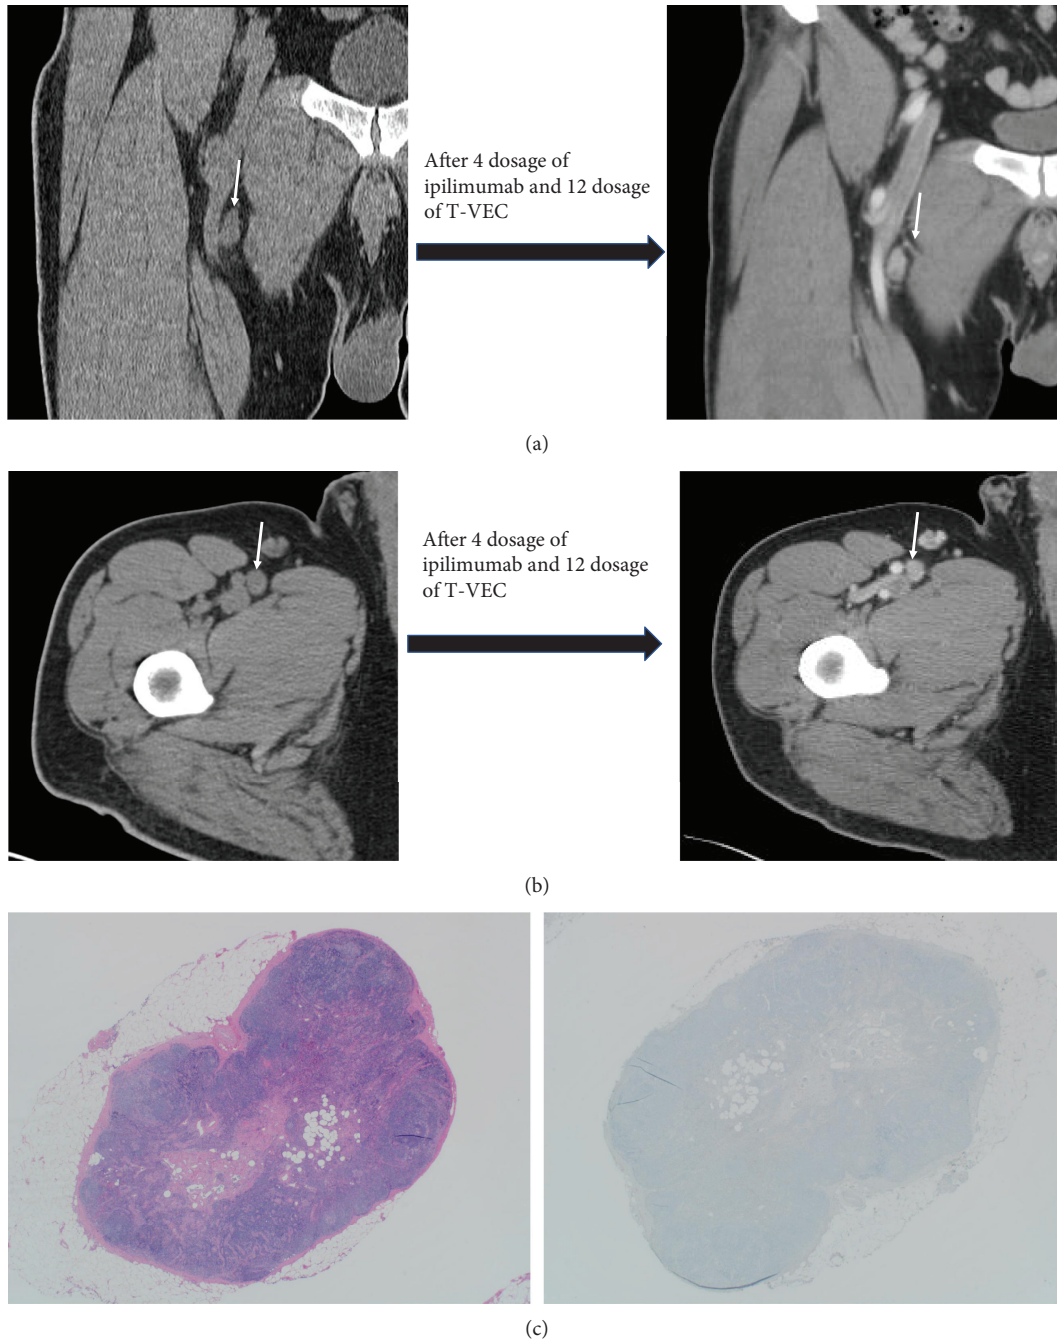 After 4 dosage of
ipilimumab and 12 dosage
of T-VEC
(a)
After 4 dosage of
ipilimumab and 12 dosage
of T-VEC
(b)
(c)